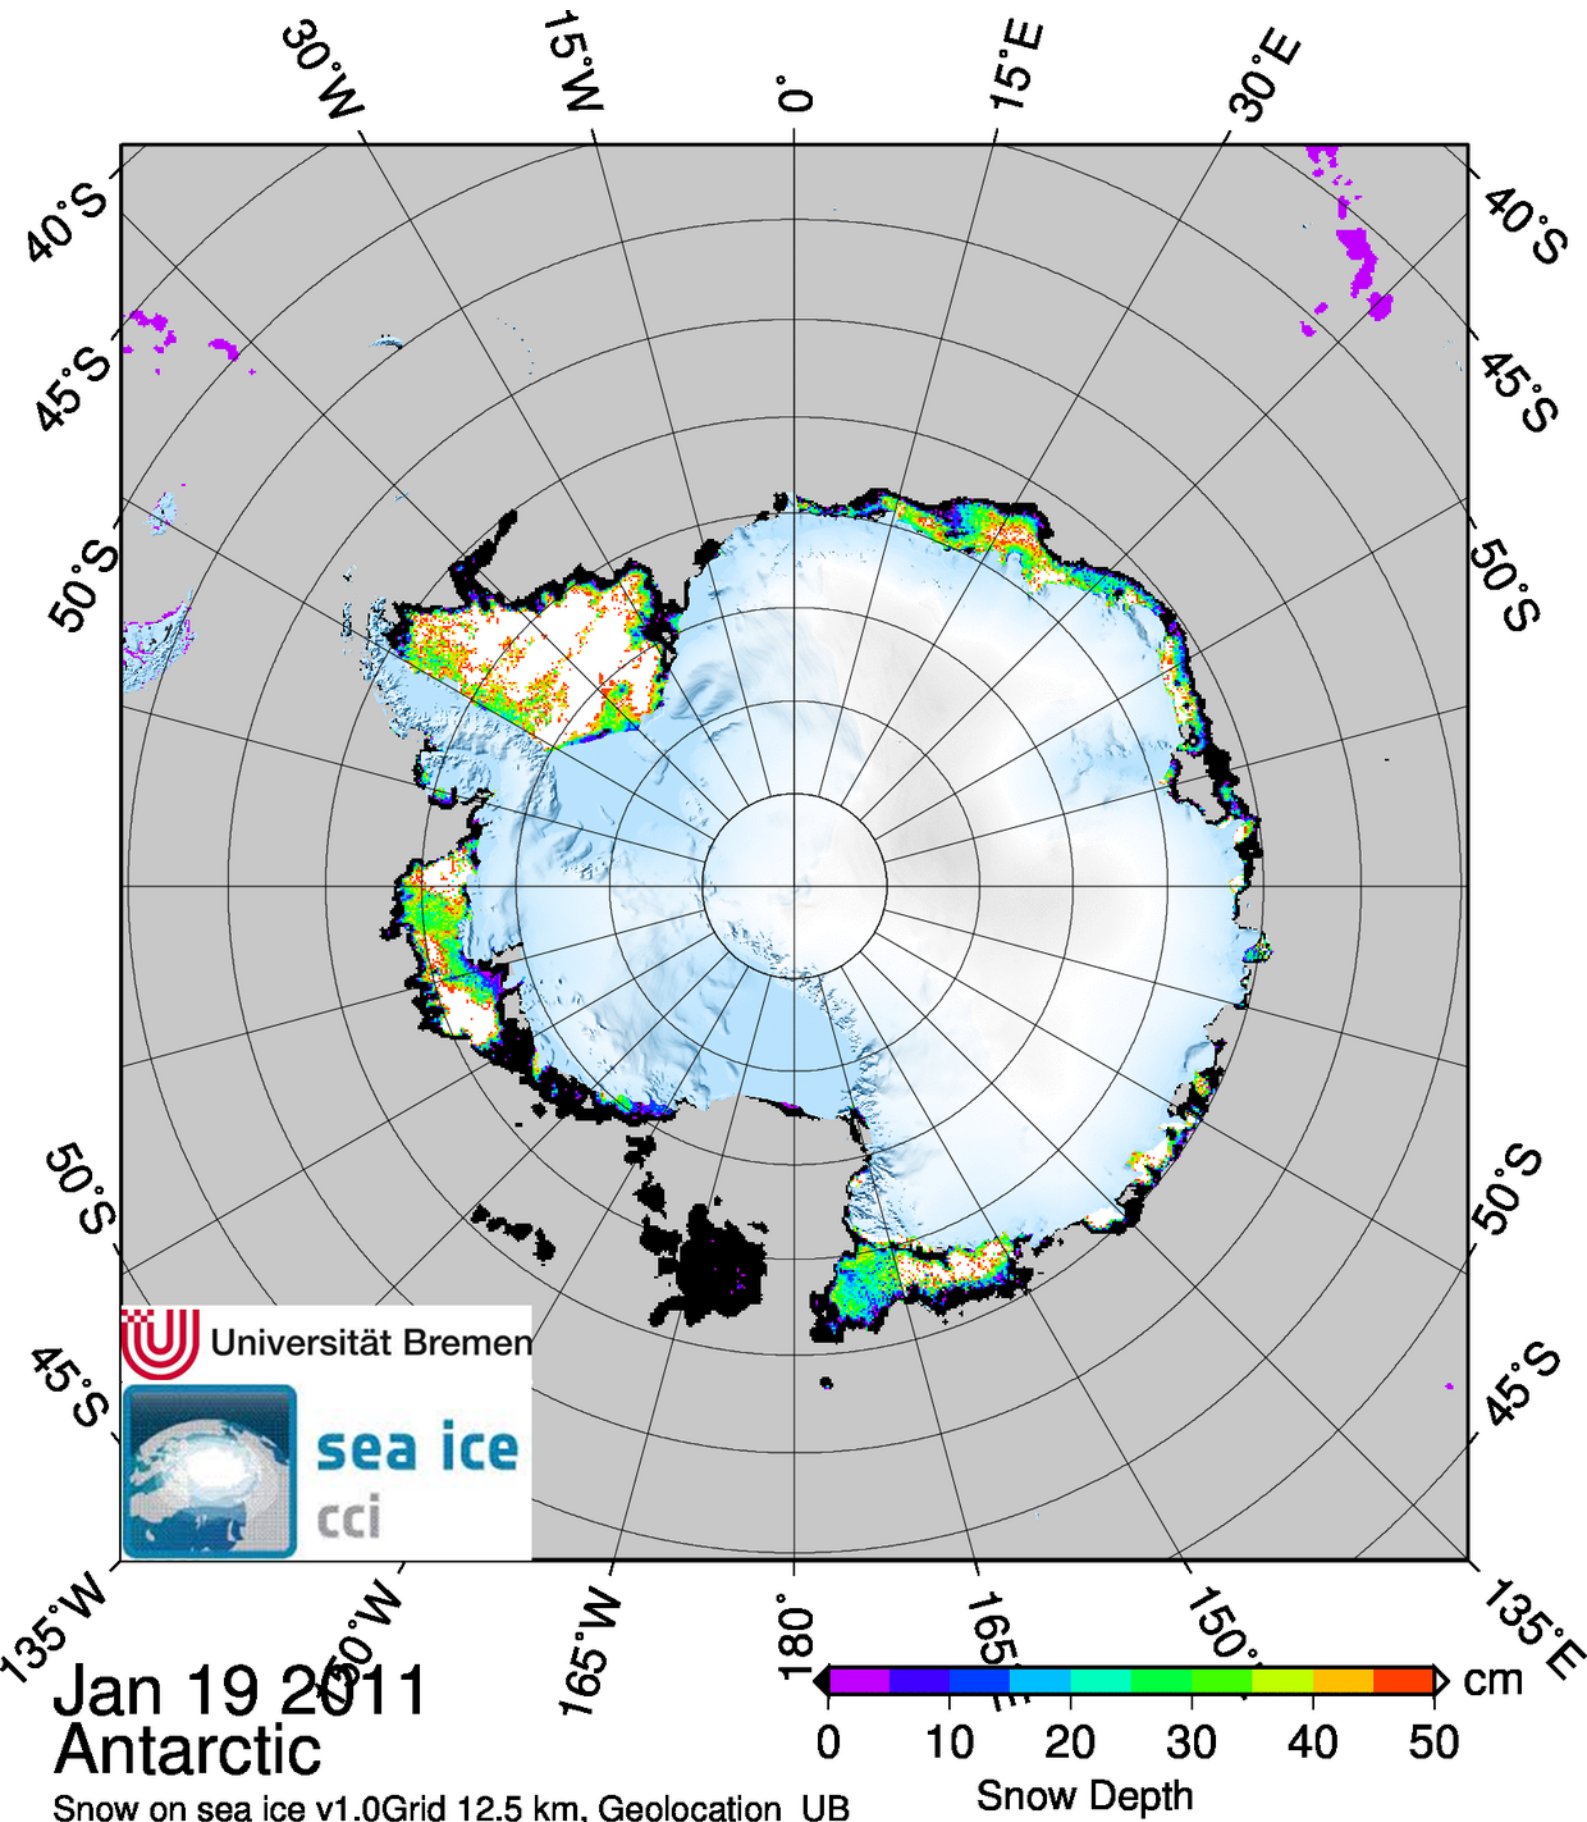 30°W 15°W 0° 15°E 30°E
40°S 40°S
45°S 45°S
50°S 50°S
50°S 50°S
45°S 45°S
Universität Bremen
sea ice
cci
135°W 150°W 165°W 180° 165°E 150° 135°E
Jan 19 2011
Antarctic
Snow on sea ice v1.0Grid 12.5 km, Geolocation UB
cm
0 10 20 30 40 50
Snow Depth